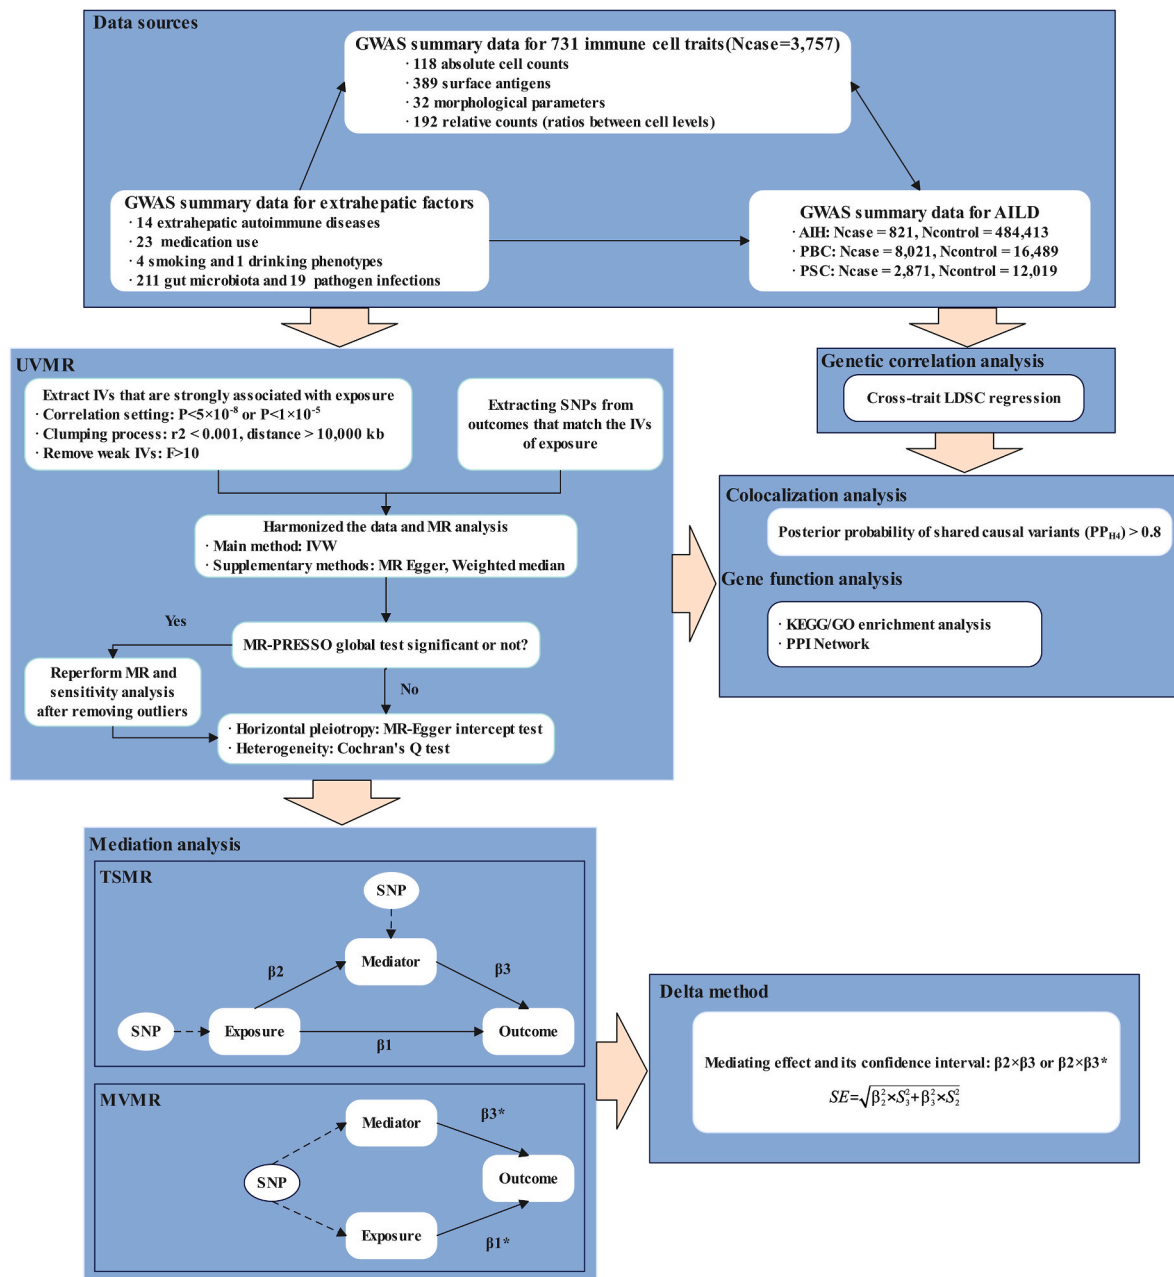 Data sources
GWAS summary data for 731 immune cell traits(Ncase=3,757)
· 118 absolute cell counts
· 389 surface antigens
· 32 morphological parameters
· 192 relative counts (ratios between cell levels)
GWAS summary data for extrahepatic factors
· 14 extrahepatic autoimmune diseases
· 23 medication use
· 4 smoking and 1 drinking phenotypes
· 211 gut microbiota and 19 pathogen infections
GWAS summary data for AILD
· AIH: Ncase = 821, Ncontrol = 484,413
· PBC: Ncase = 8,021, Ncontrol = 16,489
· PSC: Ncase = 2,871, Ncontrol = 12,019
UVMR
Extract IVs that are strongly associated with exposure
· Correlation setting: P<5×10⁻⁸ or P<1×10⁻⁵
· Clumping process: r2 < 0.001, distance > 10,000 kb
· Remove weak IVs: F>10
Extracting SNPs from
outcomes that match the IVs
of exposure
Harmonized the data and MR analysis
· Main method: IVW
· Supplementary methods: MR Egger, Weighted median
Yes
MR-PRESSO global test significant or not?
Reperform MR and
sensitivity analysis
after removing outliers
No
· Horizontal pleiotropy: MR-Egger intercept test
· Heterogeneity: Cochran's Q test
Genetic correlation analysis
Cross-trait LDSC regression
Colocalization analysis
Posterior probability of shared causal variants (PP_H4) > 0.8
Gene function analysis
· KEGG/GO enrichment analysis
· PPI Network
Mediation analysis
TSMR
SNP
Mediator
β2
β3
SNP
Exposure
Outcome
β1
MVMR
Mediator
β3*
SNP
Outcome
Exposure
β1*
Delta method
Mediating effect and its confidence interval: β2×β3 or β2×β3*
SE=√β₂²×S₃²+β₃²×S₂²